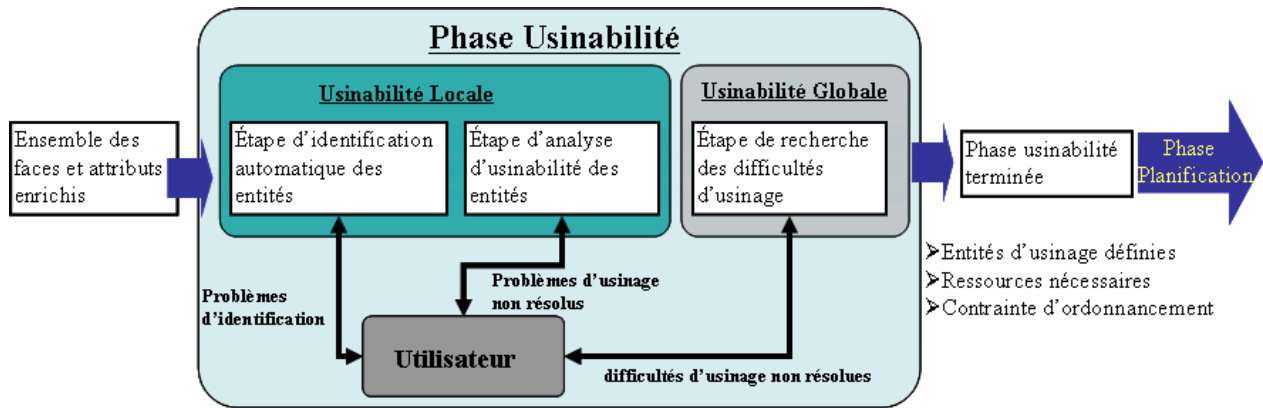 Phase Usinabilité
Usinabilité Locale
Usinabilité Globale
Ensemble des
faces et attributs
enrichis
Étape d'identification
automatique des
entités
Étape d'analyse
d'usinabilité des
entités
Étape de recherche
des difficultés
d'usinage
Phase usinabilité
terminée
Phase
Planification
Problèmes
d'identification
Problèmes d'usinage
non résolus
Utilisateur
difficultés d'usinage non résolues
➢Entités d'usinage définies
➢Ressources nécessaires
➢Contrainte d'ordonnancement